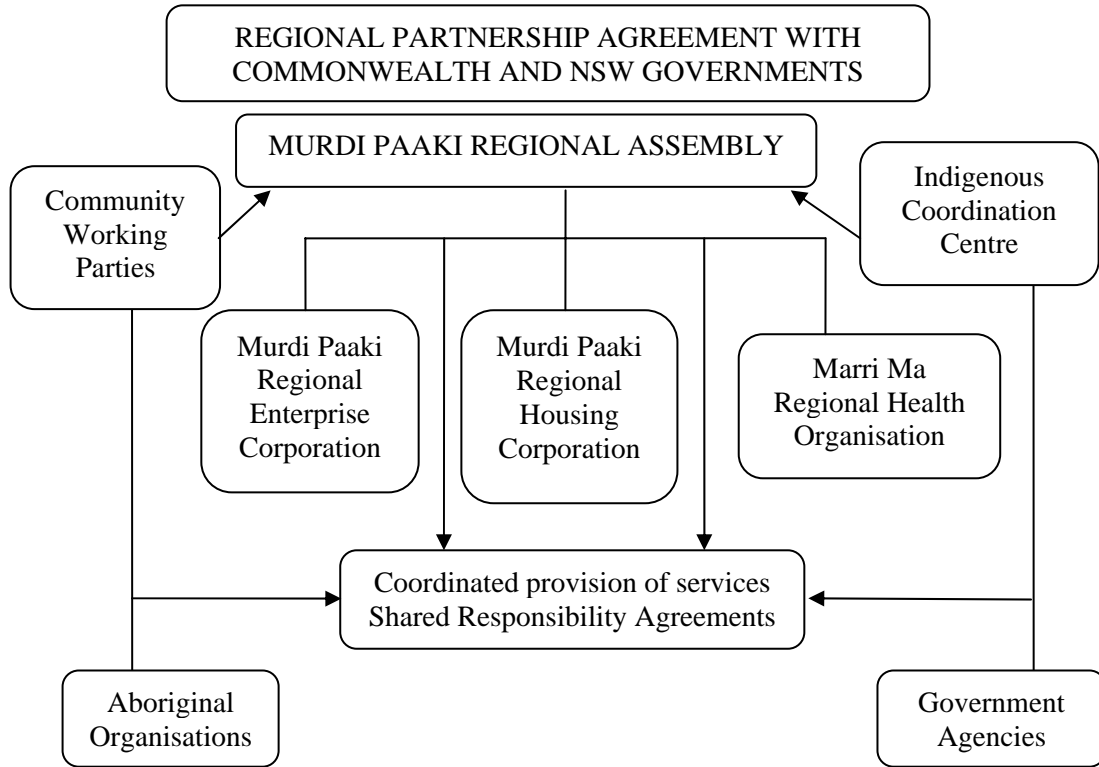 REGIONAL PARTNERSHIP AGREEMENT WITH
COMMONWEALTH AND NSW GOVERNMENTS
MURDI PAAKI REGIONAL ASSEMBLY
Community
Working
Parties
Indigenous
Coordination
Centre
Murdi Paaki
Regional
Enterprise
Corporation
Murdi Paaki
Regional
Housing
Corporation
Marri Ma
Regional Health
Organisation
Coordinated provision of services
Shared Responsibility Agreements
Aboriginal
Organisations
Government
Agencies